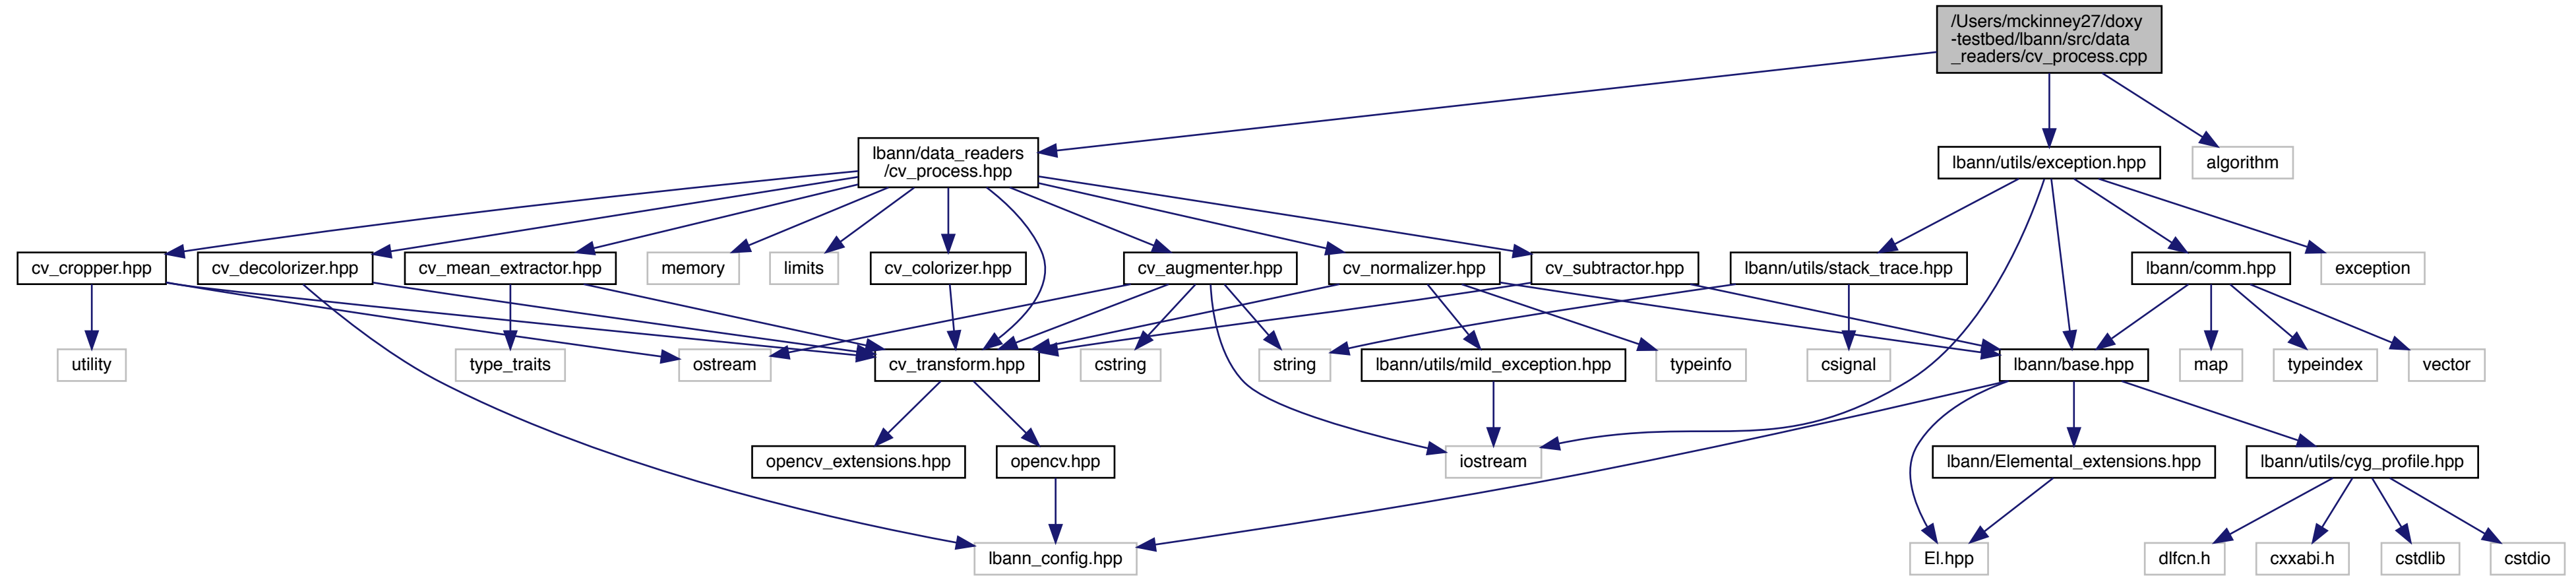 /Users/mckinney27/doxy
-testbed/lbann/src/data
_readers/cv_process.cpp
lbann/data_readers
/cv_process.hpp
lbann/utils/exception.hpp
algorithm
cv_cropper.hpp
cv_decolorizer.hpp
cv_mean_extractor.hpp
memory
limits
cv_colorizer.hpp
cv_augmenter.hpp
cv_normalizer.hpp
cv_subtractor.hpp
lbann/utils/stack_trace.hpp
lbann/comm.hpp
exception
utility
type_traits
ostream
cv_transform.hpp
cstring
string
lbann/utils/mild_exception.hpp
typeinfo
csignal
lbann/base.hpp
map
typeindex
vector
opencv_extensions.hpp
opencv.hpp
iostream
lbann/Elemental_extensions.hpp
lbann/utils/cyg_profile.hpp
lbann_config.hpp
El.hpp
dlfcn.h
cxxabi.h
cstdlib
cstdio